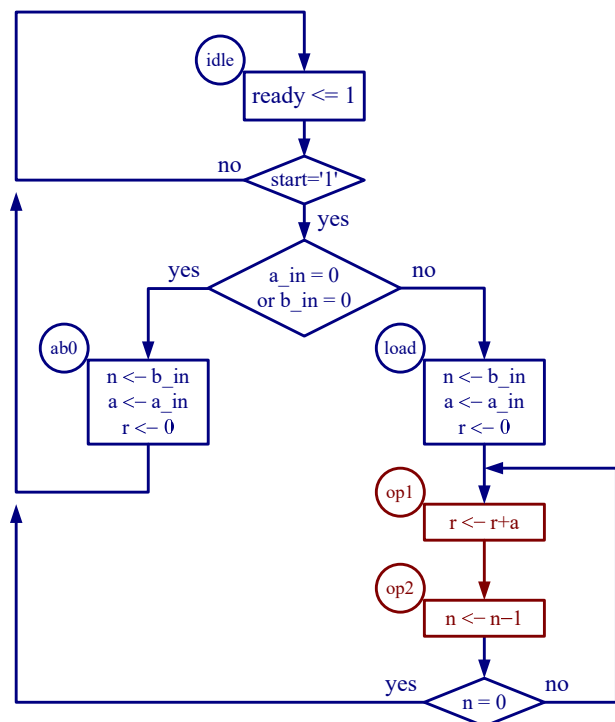 idle
ready <= 1
no
start='1'
yes
yes
a_in = 0
or b_in = 0
no
ab0
n <− b_in
a <− a_in
r <− 0
load
n <− b_in
a <− a_in
r <− 0
op1
r <− r+a
op2
n <− n−1
yes
n = 0
no